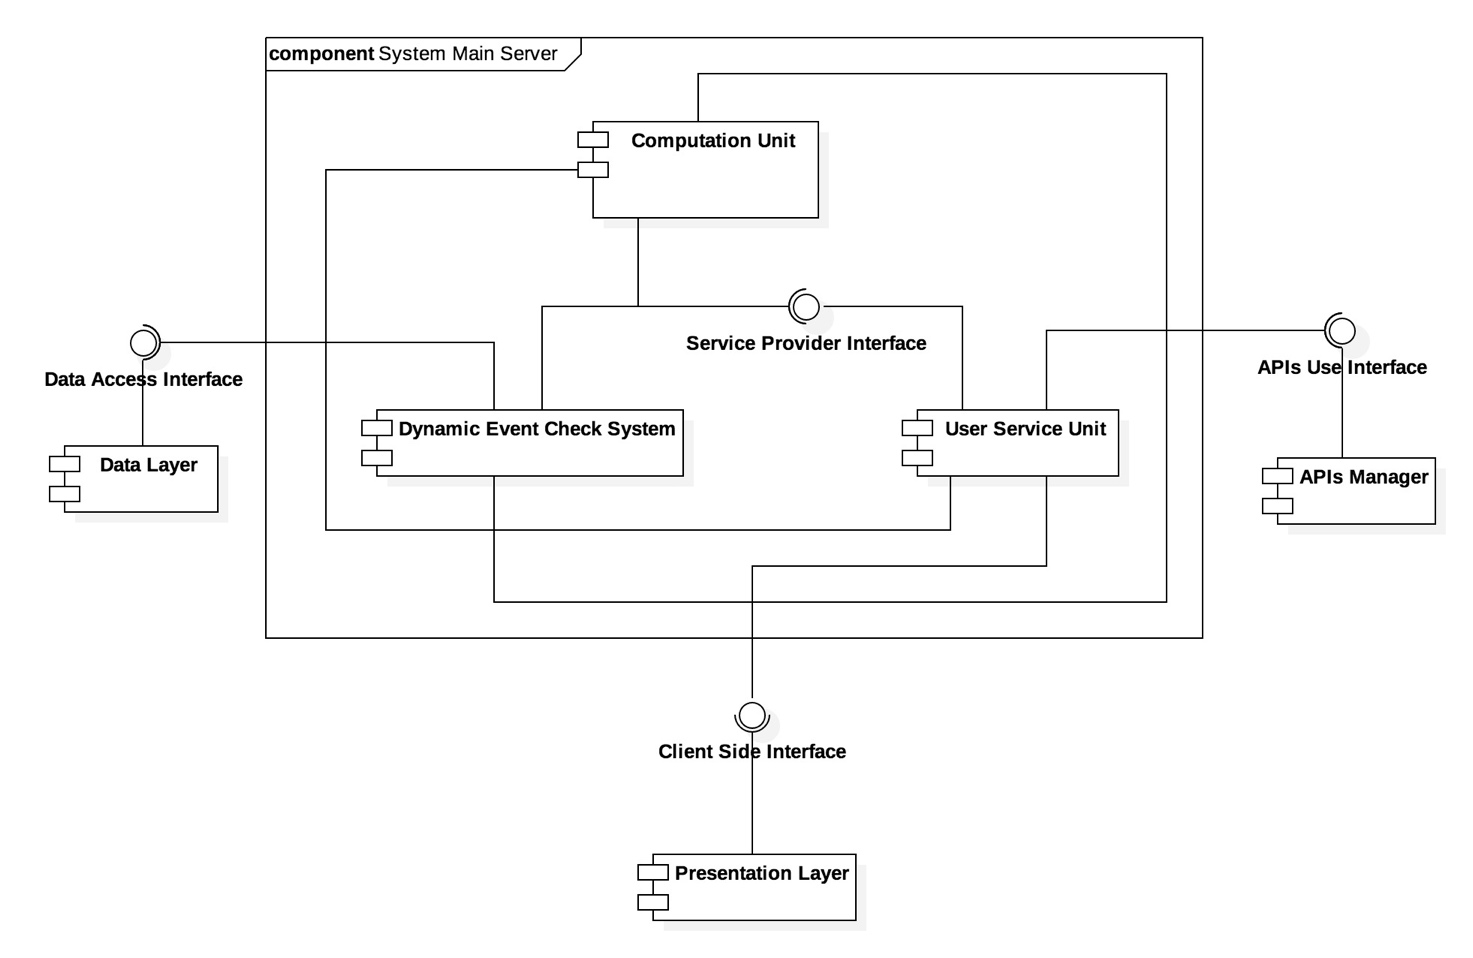 component System Main Server
Computation Unit
Service Provider Interface
Data Access Interface
APIs Use Interface
Dynamic Event Check System
User Service Unit
Data Layer
APIs Manager
Client Side Interface
Presentation Layer